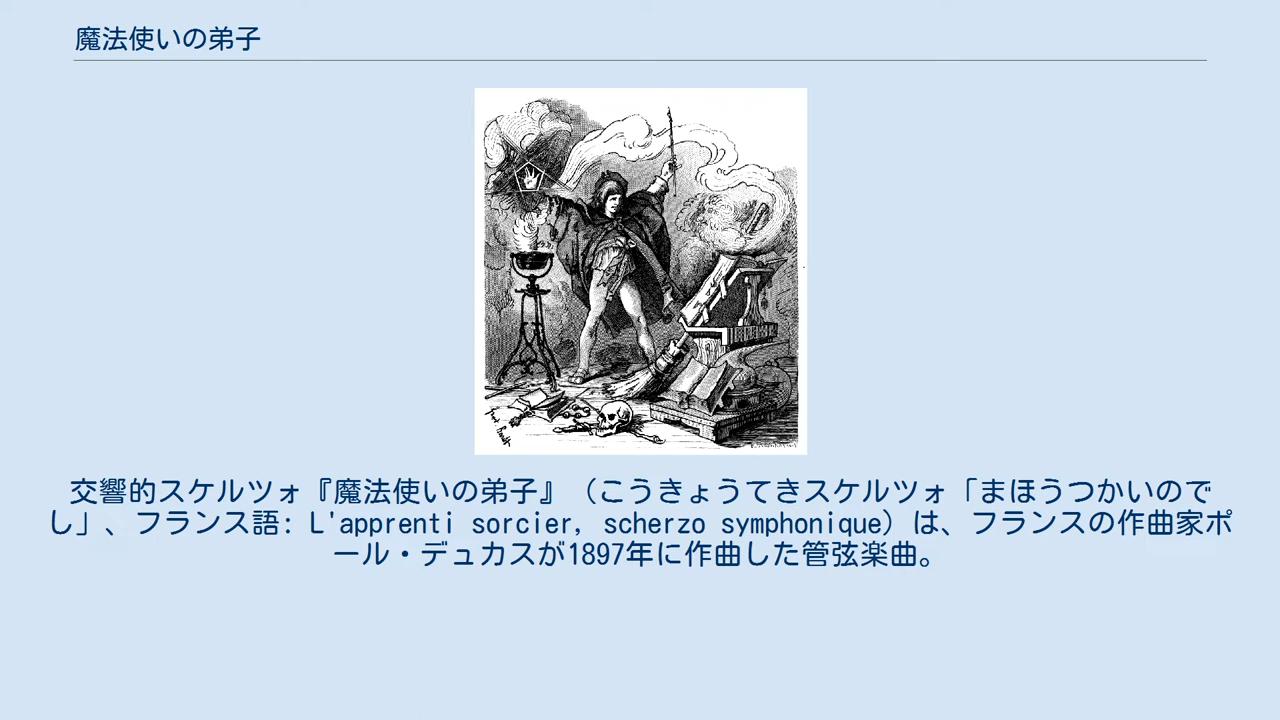 魔法使いの弟子
交響的スケルツォ『魔法使いの弟子』（こうきょうてきスケルツォ「まほうつかいので
し」、フランス語: L'apprenti sorcier, scherzo symphonique）は、フランスの作曲家ポ
ール・デュカスが1897年に作曲した管弦楽曲。